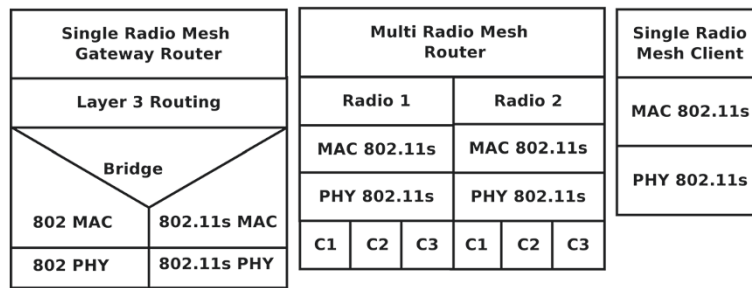 Single Radio Mesh
Gateway Router
Layer 3 Routing
Bridge
802 MAC
802.11s MAC
802 PHY
802.11s PHY
Multi Radio Mesh
Router
Radio 1
Radio 2
MAC 802.11s
MAC 802.11s
PHY 802.11s
PHY 802.11s
C1
C2
C3
C1
C2
C3
Single Radio
Mesh Client
MAC 802.11s
PHY 802.11s